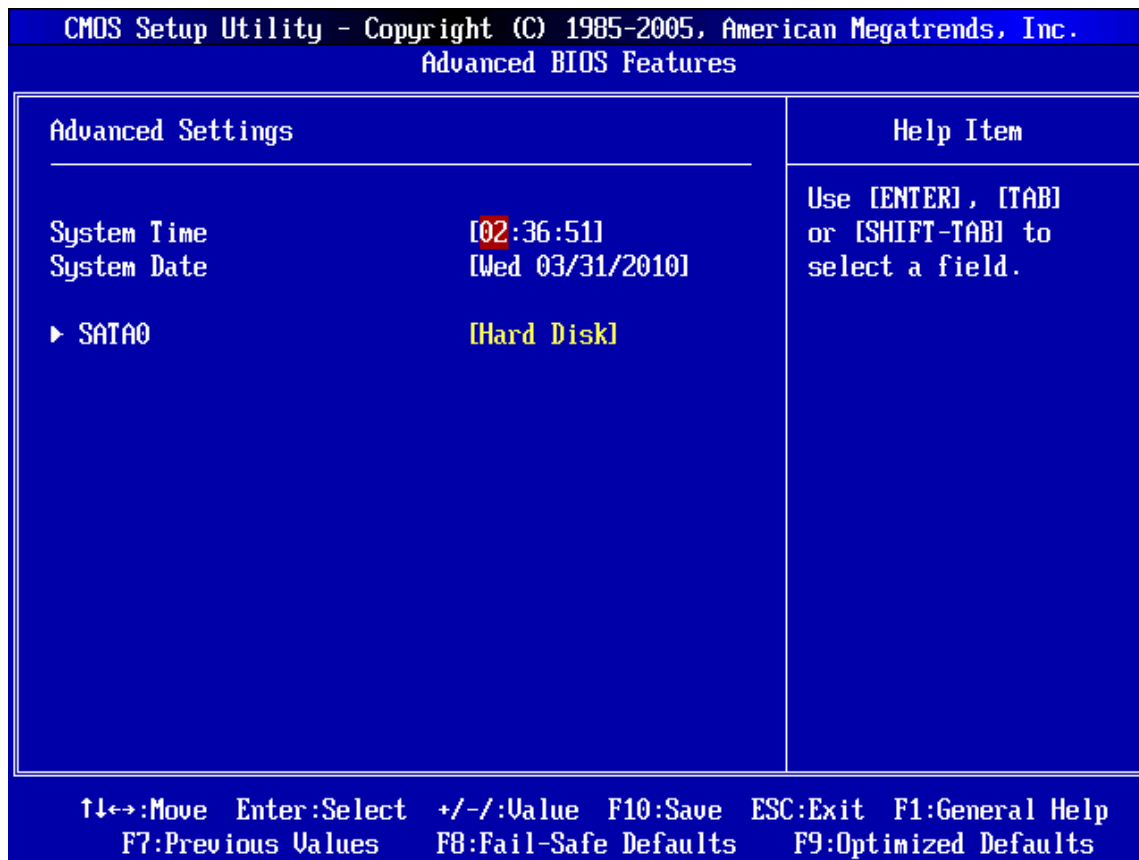 CMOS Setup Utility - Copyright (C) 1985-2005, American Megatrends, Inc.
Advanced BIOS Features
Advanced Settings
System Time [02:36:51]
System Date [Wed 03/31/2010]
▶ SATA0 [Hard Disk]
Help Item
Use [ENTER], [TAB]
or [SHIFT-TAB] to
select a field.
↑↓←→:Move Enter:Select +/-/:Value F10:Save ESC:Exit F1:General Help
F7:Previous Values F8:Fail-Safe Defaults F9:Optimized Defaults